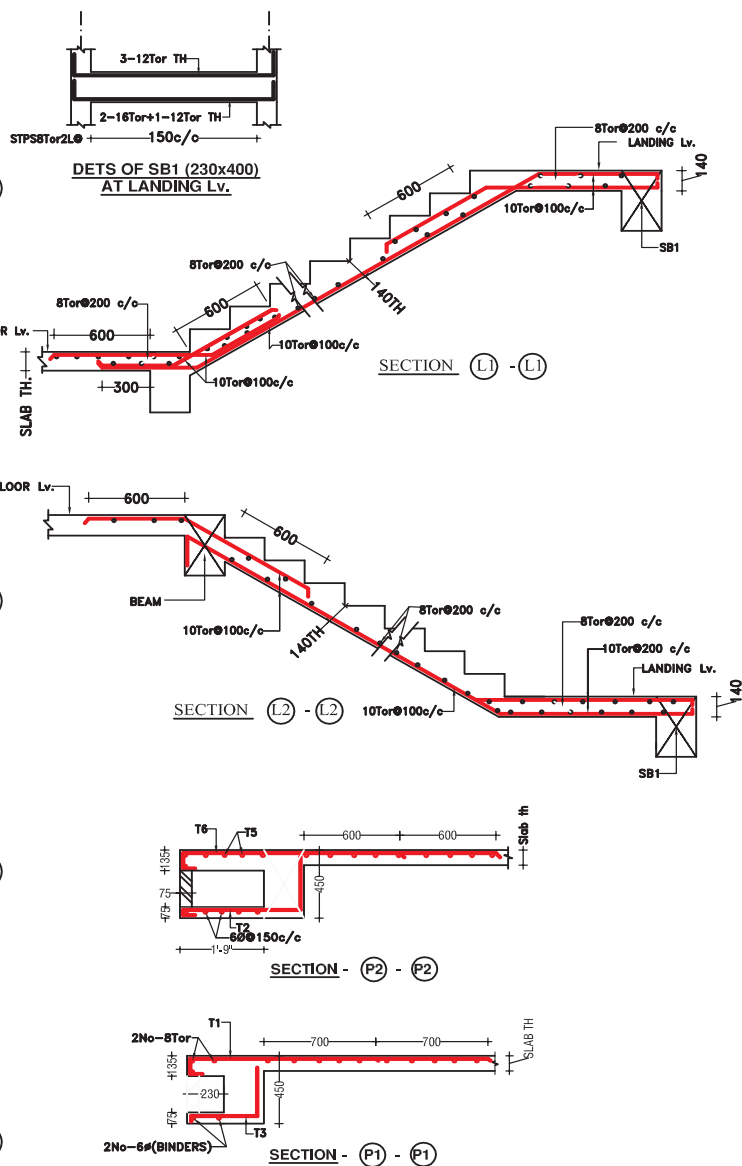 3-12Tor TH
2-16Tor+1-12Tor TH
STPS8Tor2L@
150c/c
DETS OF SB1 (230x400)
AT LANDING Lv.
8Tor@200 c/c
LANDING Lv.
140
600
10Tor@100c/c
SB1
8Tor@200 c/c
140TH
600
8Tor@200 c/c
OR Lv.
600
10Tor@100c/c
10Tor@100c/c
300
SLAB TH.
SECTION L1 - L1
LOOR Lv.
600
600
BEAM
10Tor@100c/c
140TH
8Tor@200 c/c
8Tor@200 c/c
10Tor@200 c/c
LANDING Lv.
140
SECTION L2 - L2
10Tor@100c/c
SB1
T6
T5
600
600
Slab th
135
450
75
75
T2
6Ø@150c/c
1'-9"
SECTION - P2 - P2
T1
2No-8Tor
700
700
SLAB TH
135
450
230
75
T3
2No-6ø(BINDERS)
SECTION - P1 - P1